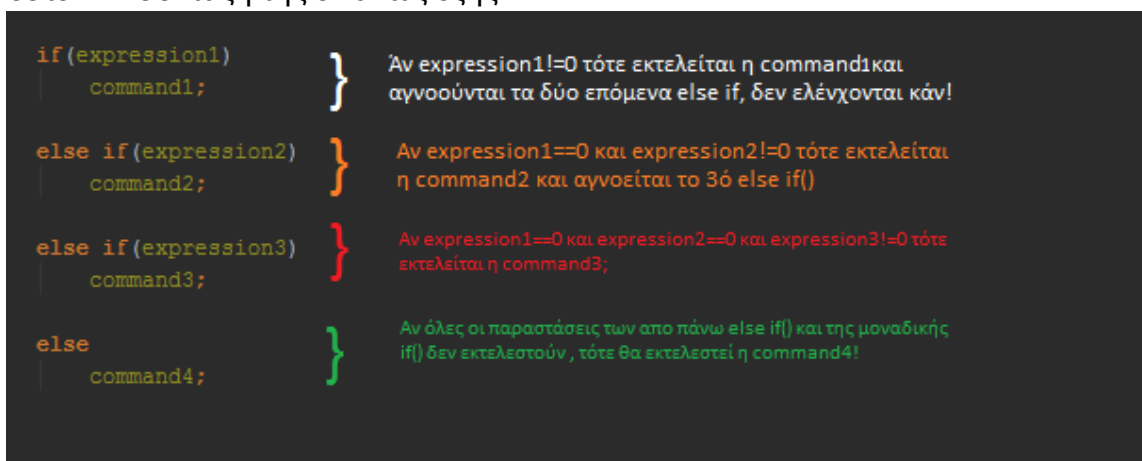 if(expression1)
command1;
Άν expression1!=0 τότε εκτελείται η command1και
αγνοούνται τα δύο επόμενα else if, δεν ελένχονται κάν!
else if(expression2)
command2;
Αν expression1==0 και expression2!=0 τότε εκτελείται
η command2 και αγνοείται το 3ό else if()
else if(expression3)
command3;
Αν expression1==0 και expression2==0 και expression3!=0 τότε
εκτελείται η command3;
else
command4;
Αν όλες οι παραστάσεις των απο πάνω else if() και της μοναδικής
if() δεν εκτελεστούν , τότε θα εκτελεστεί η command4!